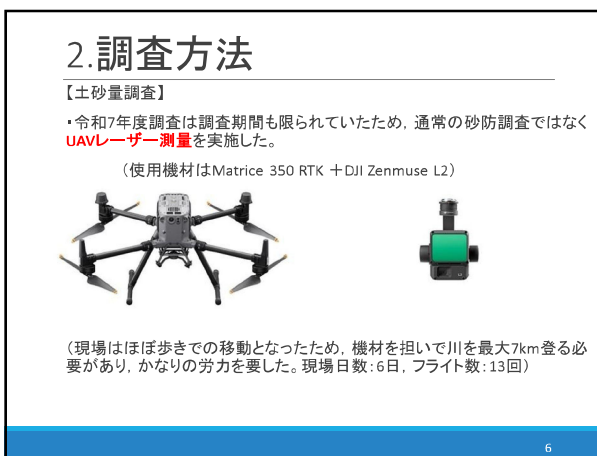 2.調査方法
【土砂量調査】
・令和7年度調査は調査期間も限られていたため，通常の砂防調査ではなく
UAVレーザー測量を実施した。
（使用機材はMatrice 350 RTK ＋DJI Zenmuse L2）
（現場はほぼ歩きでの移動となったため，機材を担いで川を最大7km登る必
要があり，かなりの労力を要した。現場日数：6日，フライト数：13回）
6